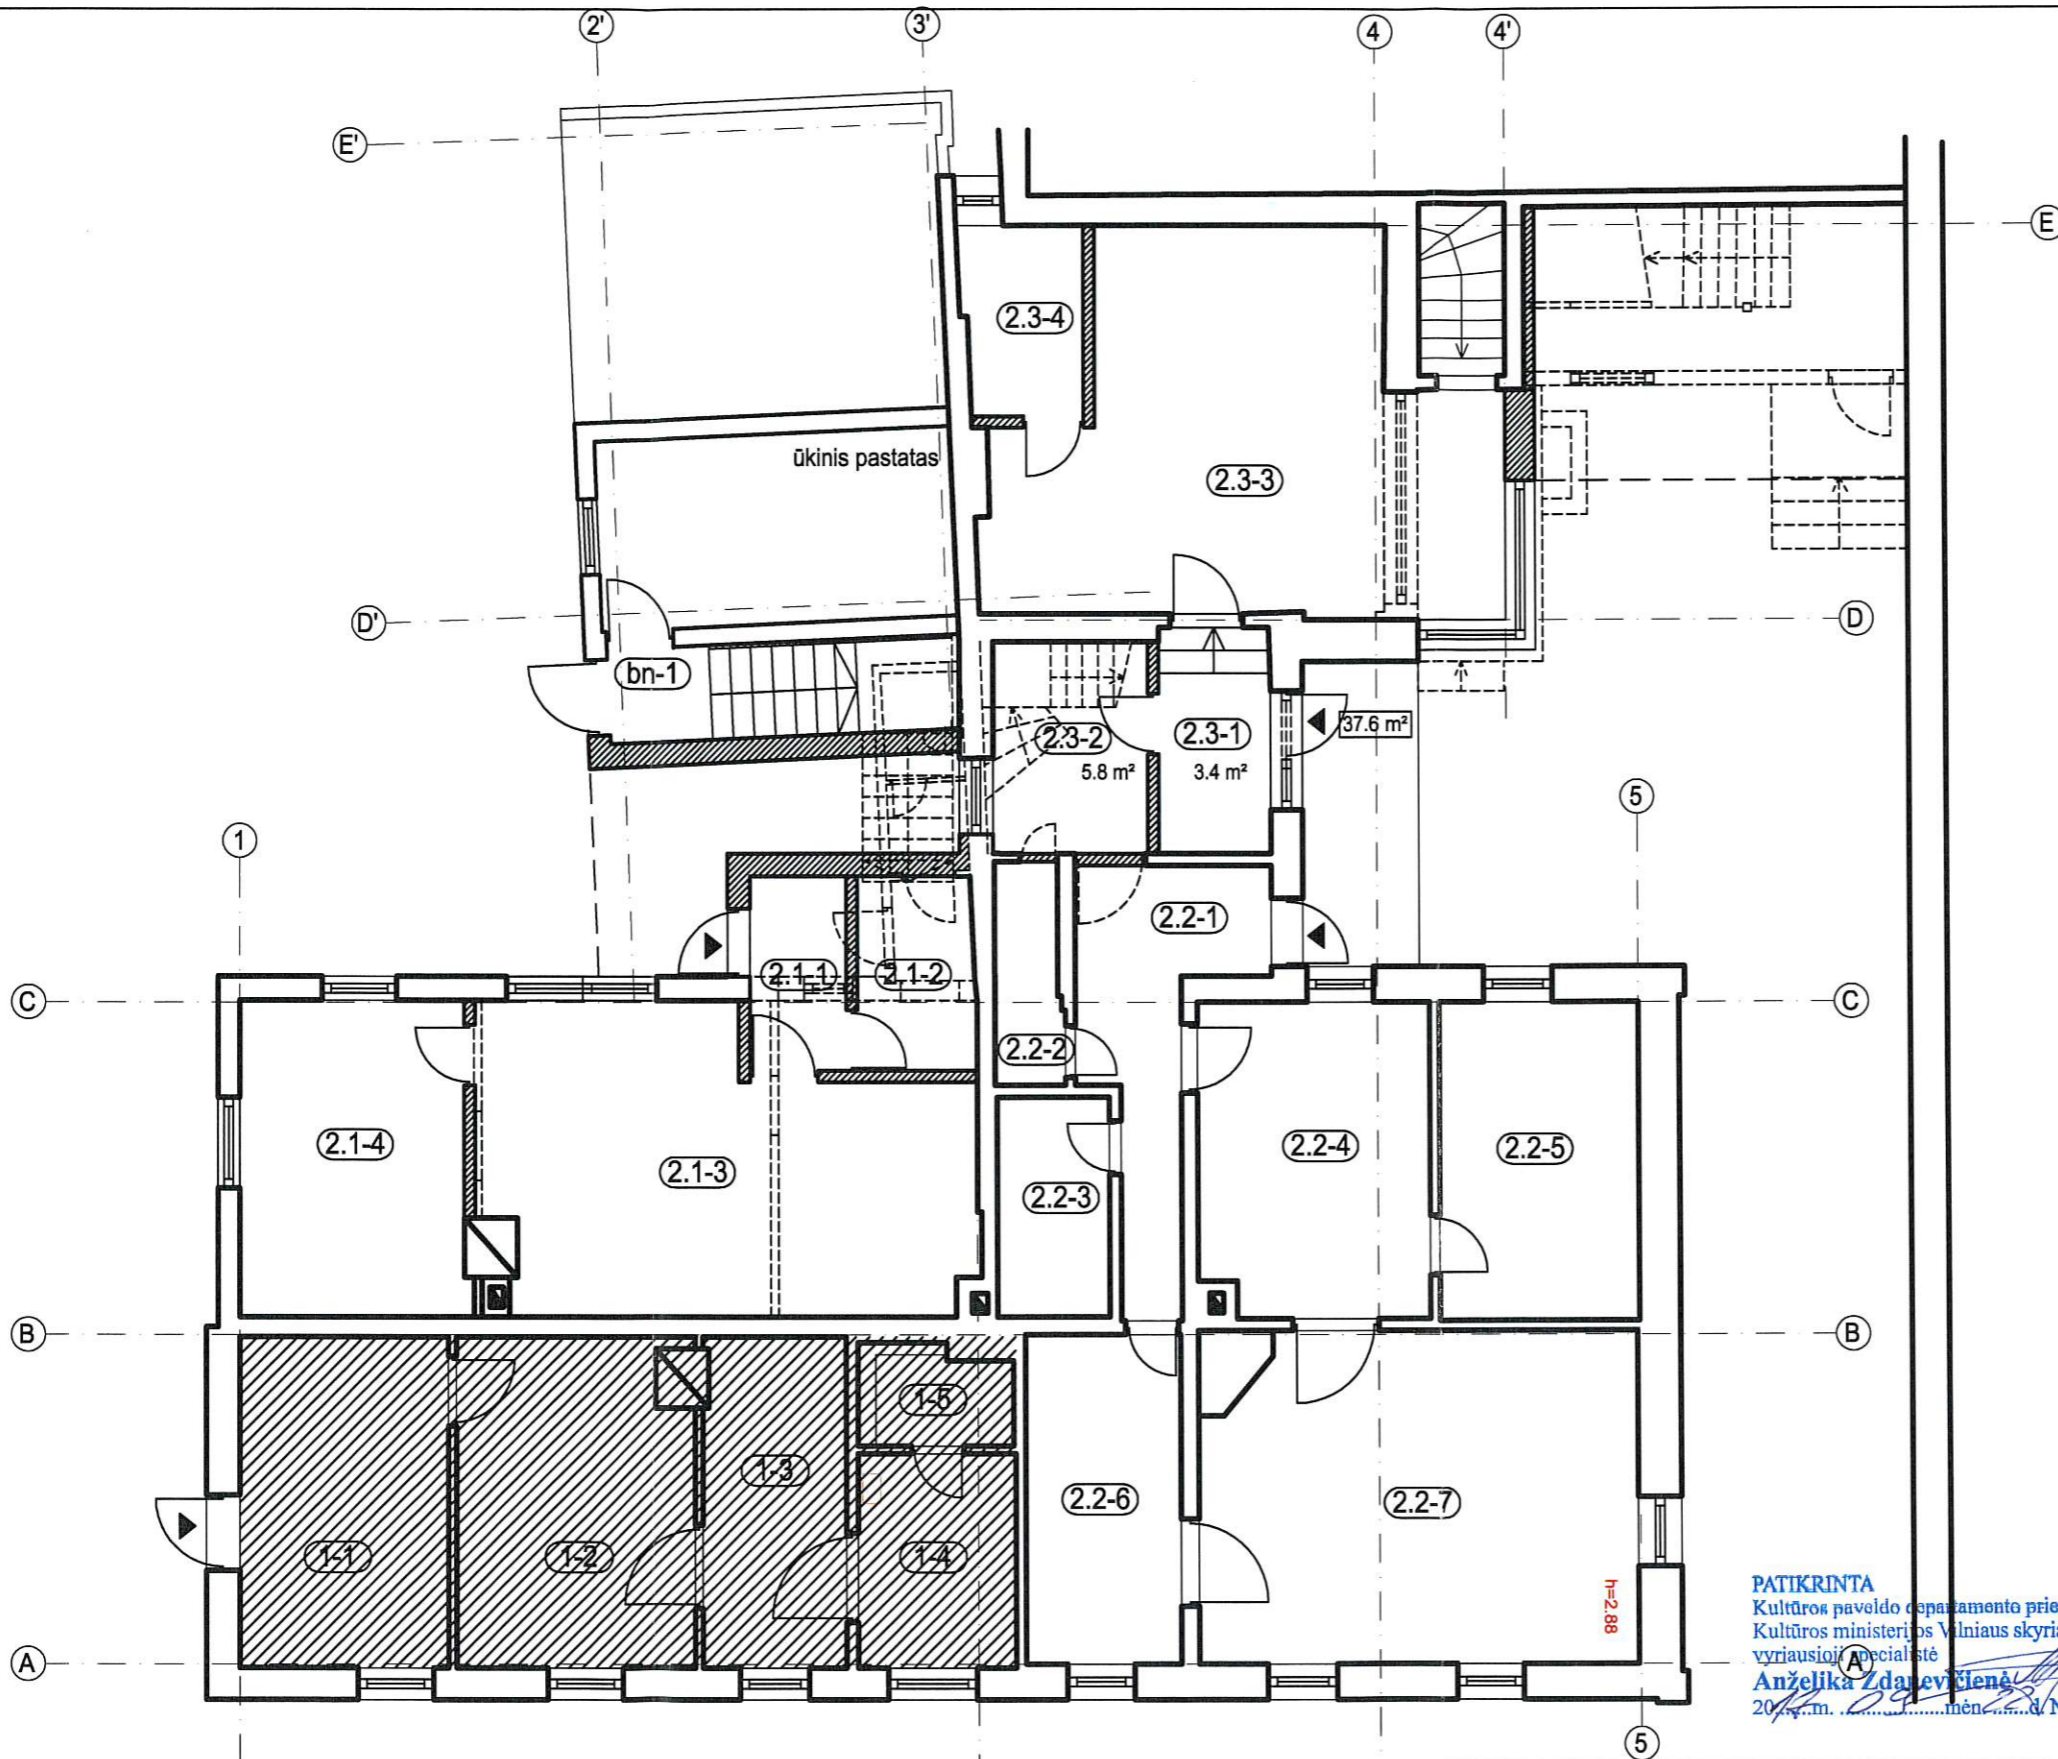 2'
3'
4
4'
E'
E
2.3-4
2.3-3
ūkinis pastatas
D'
D
bn-1
2.3-2
5.8 m²
2.3-1
3.4 m²
37.6 m²
5
1
2.2-1
2.1-1
2.1-2
C
C
2.2-2
2.1-4
2.1-3
2.2-3
2.2-4
2.2-5
B
B
1-5
1-3
1-1
1-2
1-4
2.2-6
2.2-7
h=2.88
A
A
PATIKRINTA
Kultūros paveldo departamento prie
Kultūros ministerijos Vilniaus
vyriausioji specialistė
Anželika Zdanevičienė
20 m. 09 mėn. d. N
5